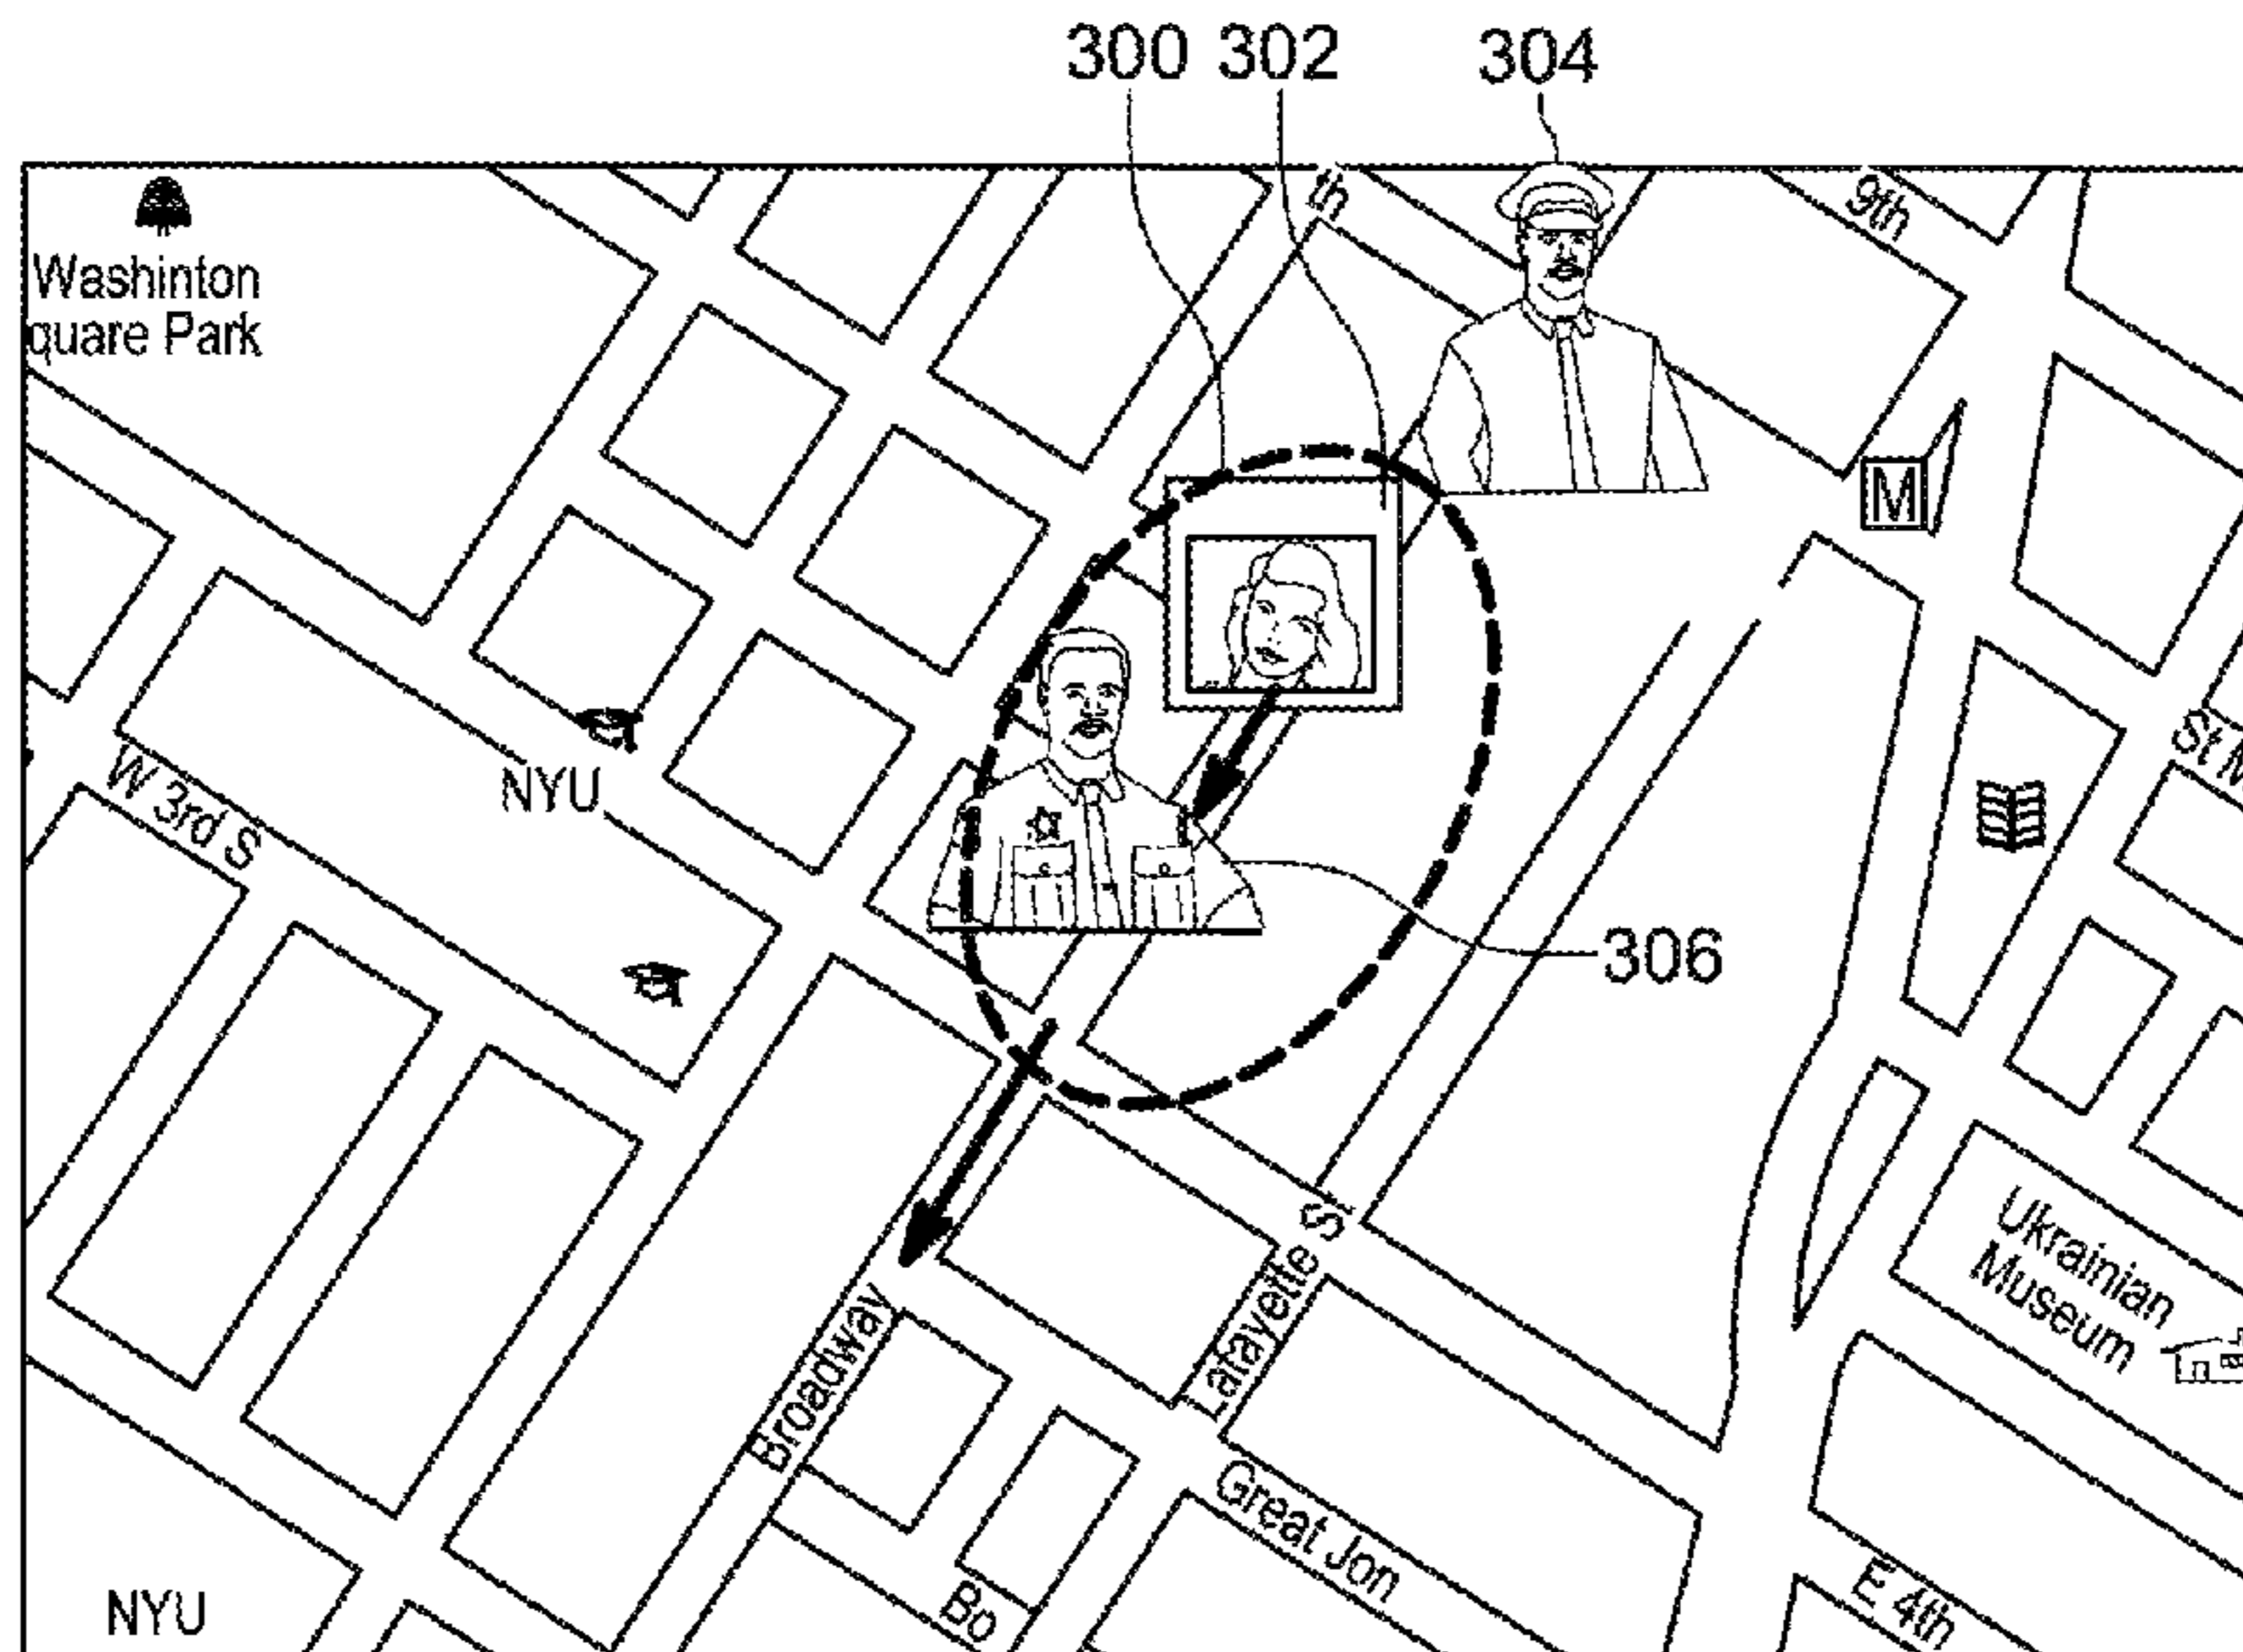 300 302 304
th
9th
Washinton
quare Park
M
St M
W 3rd S
NYU
306
Ukrainian
Museum
Lafayette St
Broadway
Great Jon
E 4th
Bo
NYU